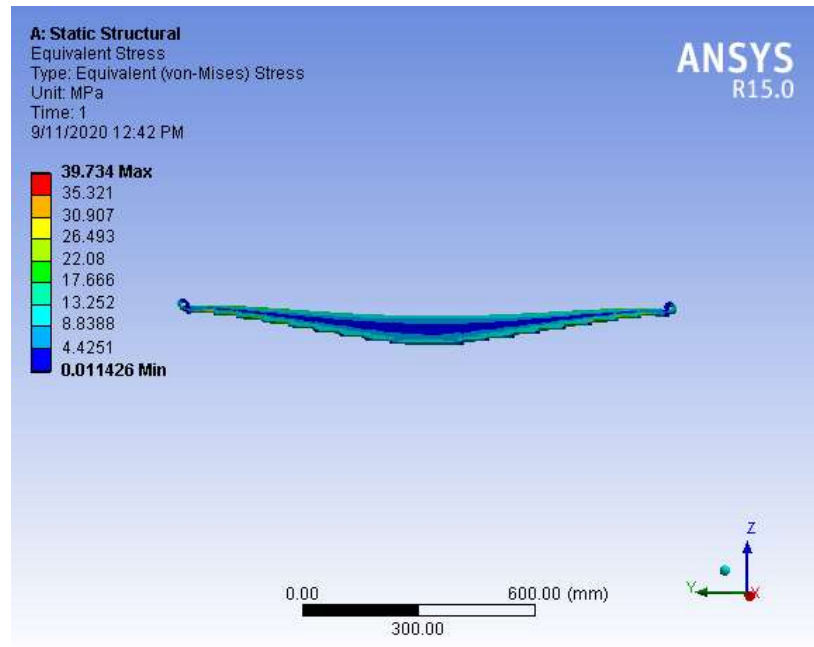 A: Static Structural
Equivalent Stress
Type: Equivalent (von-Mises) Stress
Unit: MPa
Time: 1
9/11/2020 12:42 PM
ANSYS
R15.0
39.734 Max
35.321
30.907
26.493
22.08
17.666
13.252
8.8388
4.4251
0.011426 Min
Z
Y
X
0.00
600.00 (mm)
300.00